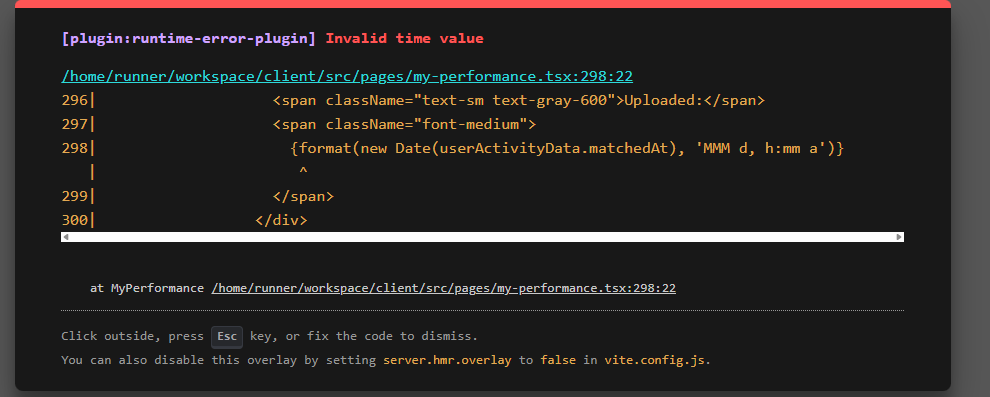 [plugin:runtime-error-plugin] Invalid time value
/home/runner/workspace/client/src/pages/my-performance.tsx:298:22
296|                     <span className="text-sm text-gray-600">Uploaded:</span>
297|                     <span className="font-medium">
298|                       {format(new Date(userActivityData.matchedAt), 'MMM d, h:mm a')}
   |                        ^
299|                     </span>
300|                   </div>
at MyPerformance /home/runner/workspace/client/src/pages/my-performance.tsx:298:22
Click outside, press Esc key, or fix the code to dismiss.
You can also disable this overlay by setting server.hmr.overlay to false in vite.config.js.